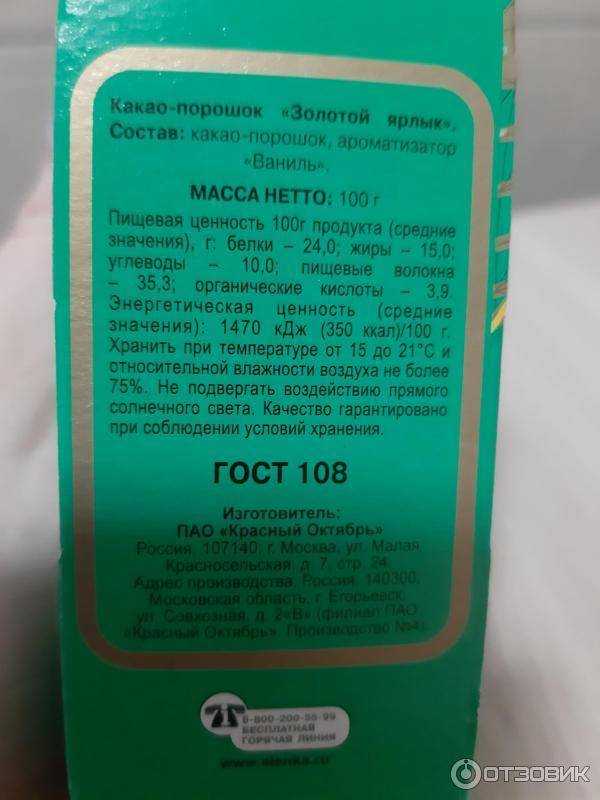 Какао-порошок «Золотой ярлык».
Состав: какао-порошок, ароматизатор
«Ваниль».
МАССА НЕТТО: 100 г
Пищевая ценность 100г продукта (средние
значения), г: белки – 24,0; жиры – 15,0;
углеводы – 10,0; пищевые волокна
– 35,3; органические кислоты – 3,9.
Энергетическая ценность (средние
значения): 1470 кДж (350 ккал)/100 г.
Хранить при температуре от 15 до 21°С и
относительной влажности воздуха не более
75%. Не подвергать воздействию прямого
солнечного света. Качество гарантировано
при соблюдении условий хранения.
ГОСТ 108
Изготовитель:
ПАО «Красный Октябрь»
Россия, 107140, г. Москва, ул. Малая
Красносельская, д. 7, стр. 24.
Адрес производства: Россия, 140300,
Московская область, г. Егорьевск,
ул. Совхозная, д. 2«В» (филиал ПАО
«Красный Октябрь». Производство №4).
8-800-200-55-99
БЕСПЛАТНАЯ
ГОРЯЧАЯ ЛИНИЯ
www.alenka.ru
ОТЗОВИК